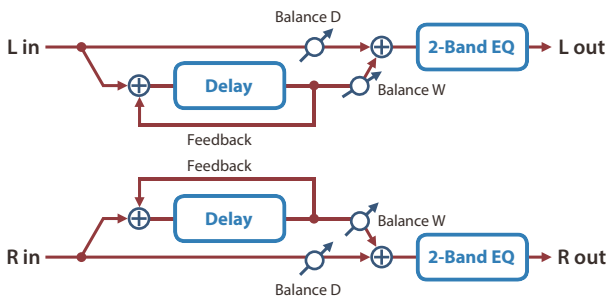 Balance D
L in
2-Band EQ
L out
Delay
Balance W
Feedback
Feedback
Delay
Balance W
R in
2-Band EQ
R out
Balance D